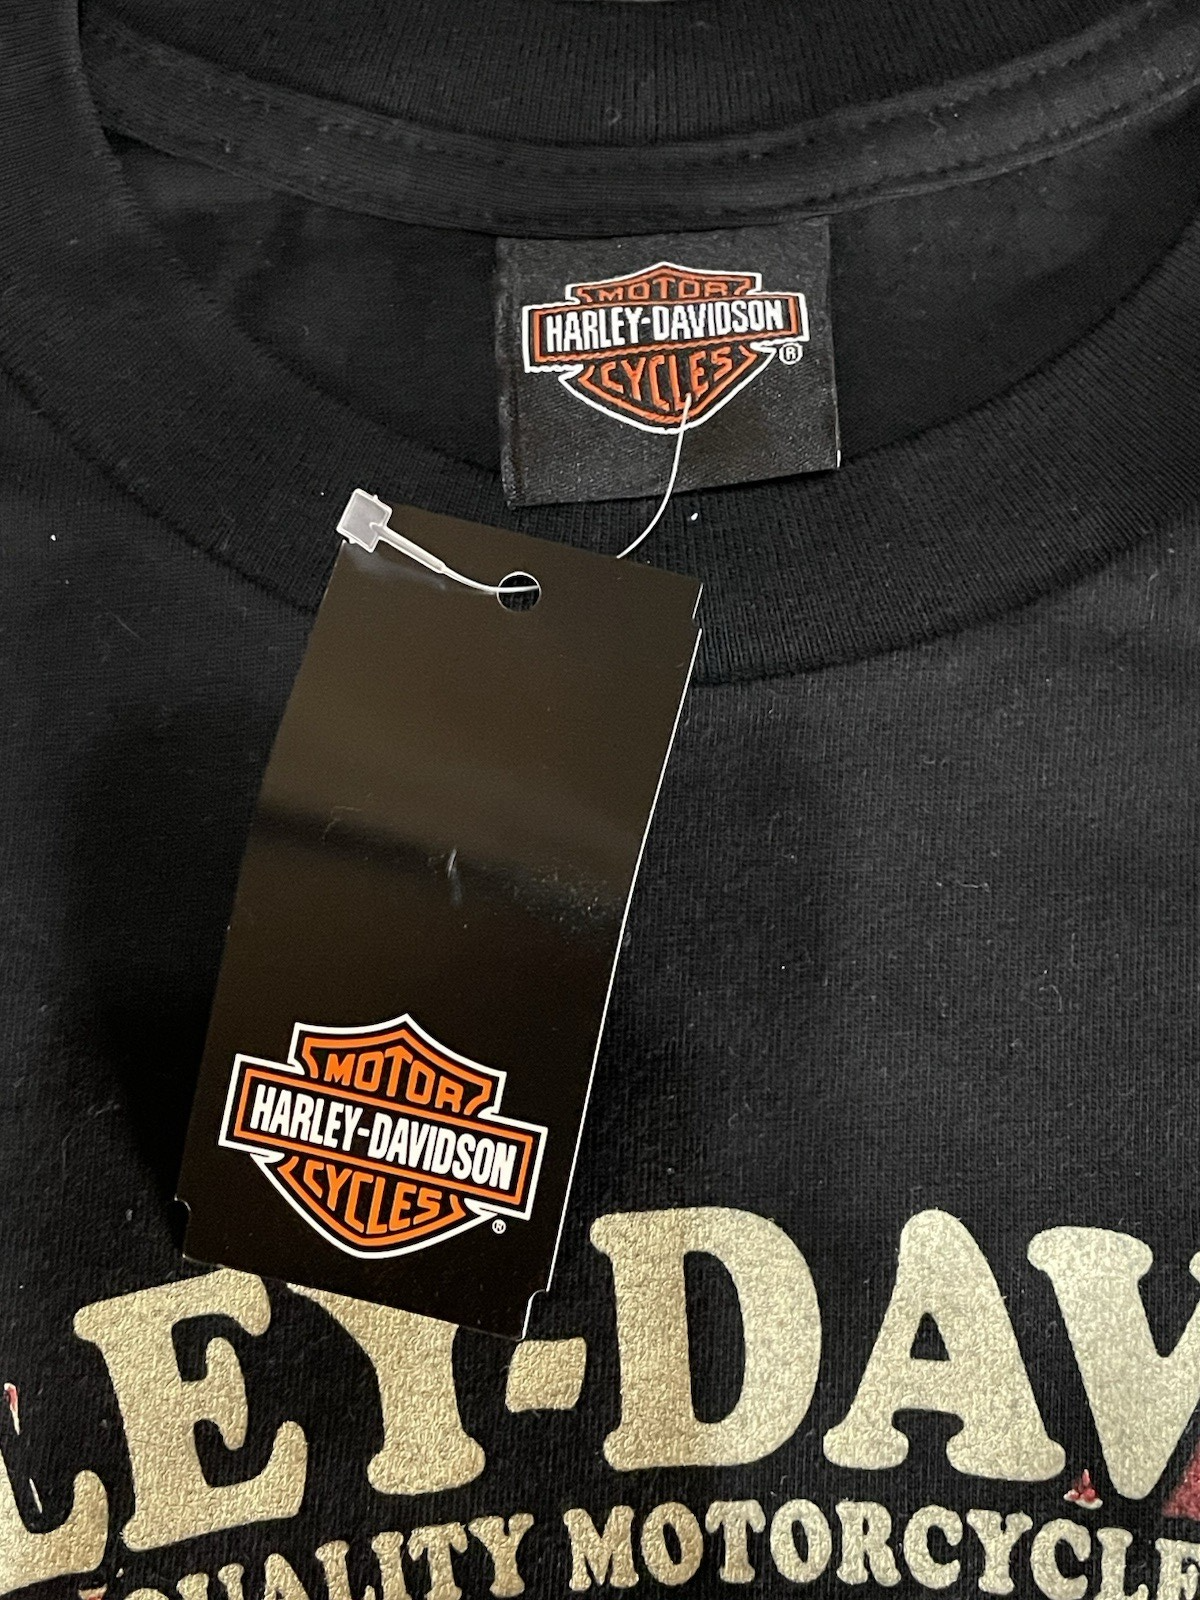 MOTOR
HARLEY-DAVIDSON
CYCLES
®
MOTOR
HARLEY-DAVIDSON
CYCLES
®
LEY-DAV
QUALITY MOTORCYCLE